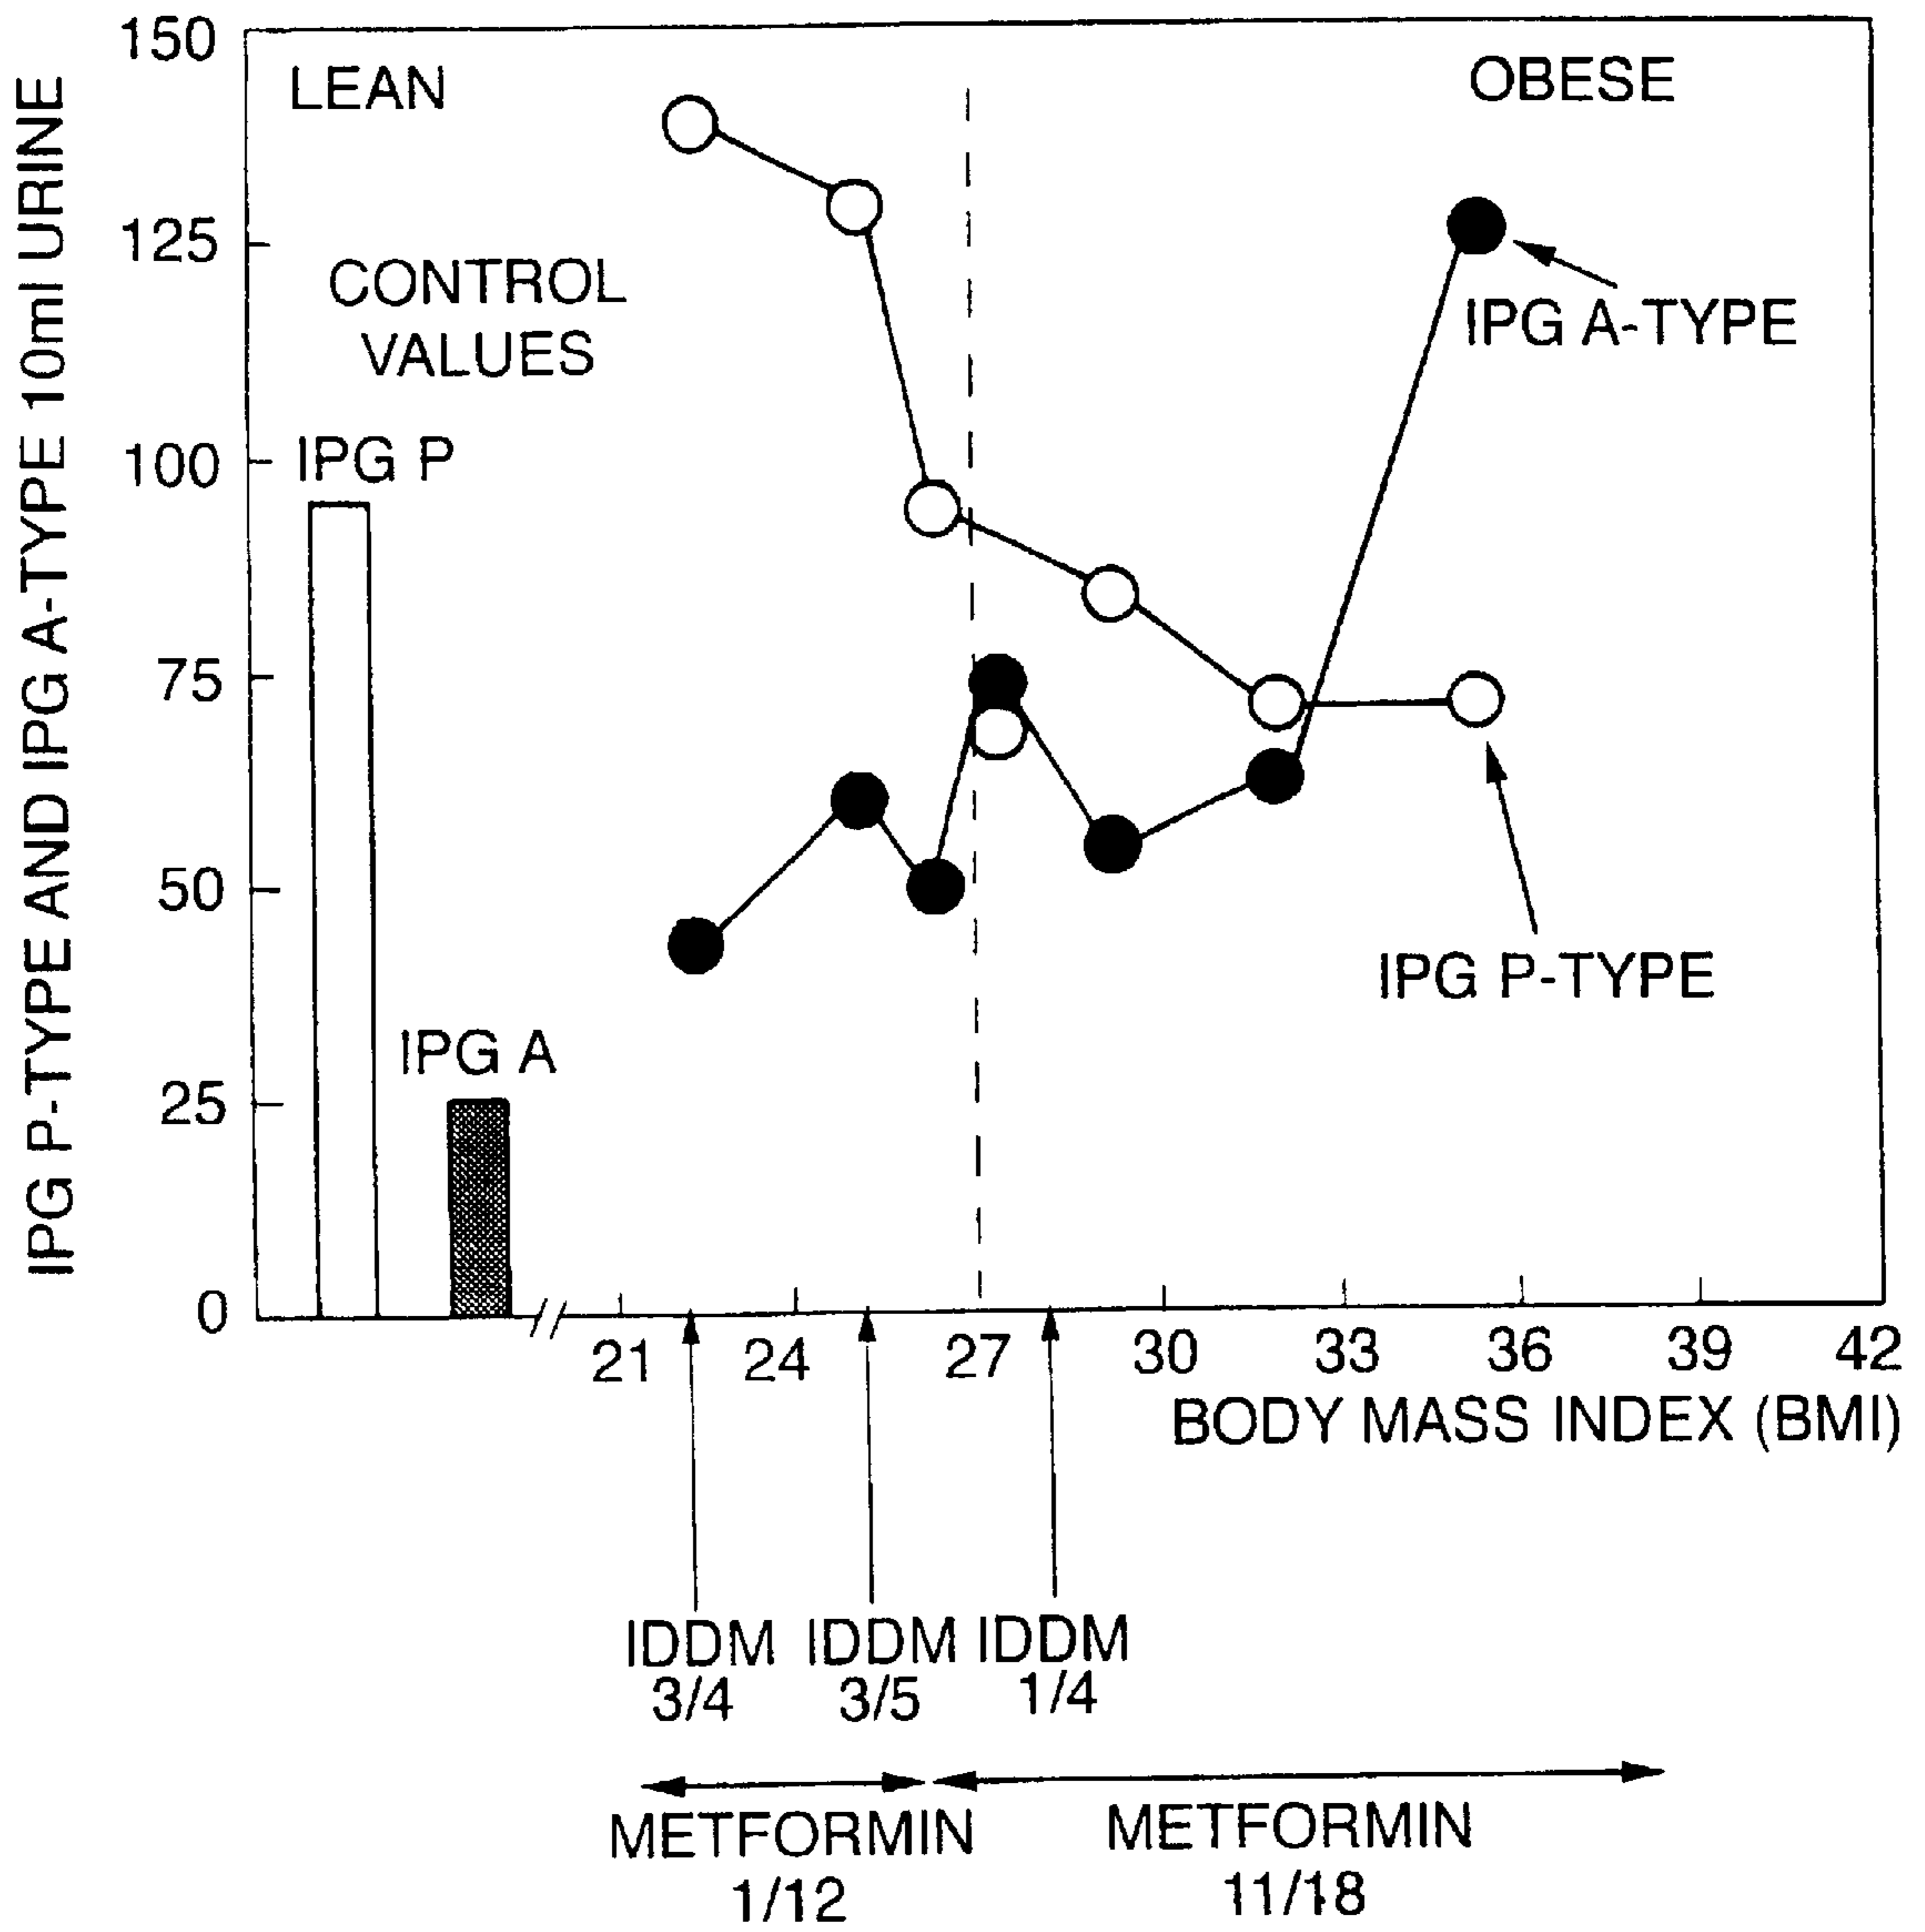 IPG P-TYPE AND IPG A-TYPE 10ml URINE
150
125
100
75
50
25
0
LEAN
OBESE
CONTROL
VALUES
IPG P
IPG A
IPG A-TYPE
IPG P-TYPE
21 24 27 30 33 36 39 42
BODY MASS INDEX (BMI)
IDDM IDDM IDDM
3/4 3/5 1/4
METFORMIN METFORMIN
1/12 11/18